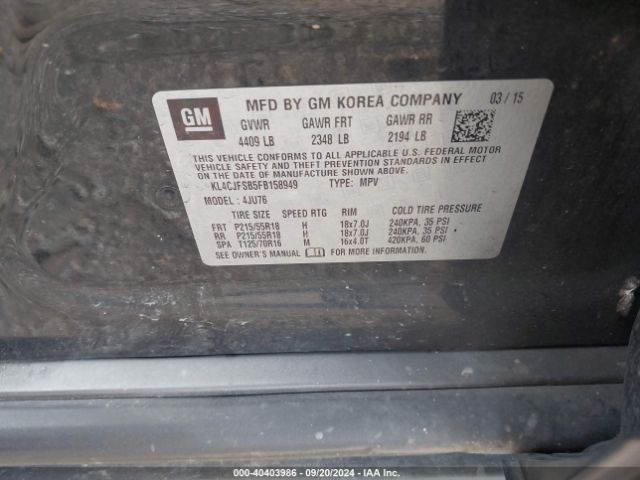 GM
MFD BY GM KOREA COMPANY 03 / 15
GVWR GAWR FRT GAWR RR
4409 LB 2348 LB 2194 LB
THIS VEHICLE CONFORMS TO ALL APPLICABLE U.S. FEDERAL MOTOR
VEHICLE SAFETY AND THEFT PREVENTION STANDARDS IN EFFECT
ON THE DATE OF MANUFACTURE SHOWN ABOVE.
KL4CJFSB5FB158949 TYPE: MPV
MODEL: 4JU76
TIRE SIZE SPEED RTG RIM COLD TIRE PRESSURE
FRT P215/55R18 H 18x7.0J 240KPA, 35 PSI
RR P215/55R18 H 18x7.0J 240KPA, 35 PSI
SPA T125/70R16 M 16x4.0T 420KPA, 60 PSI
SEE OWNER'S MANUAL FOR MORE INFORMATION.
000-40403986 - 09/20/2024 - IAA Inc.